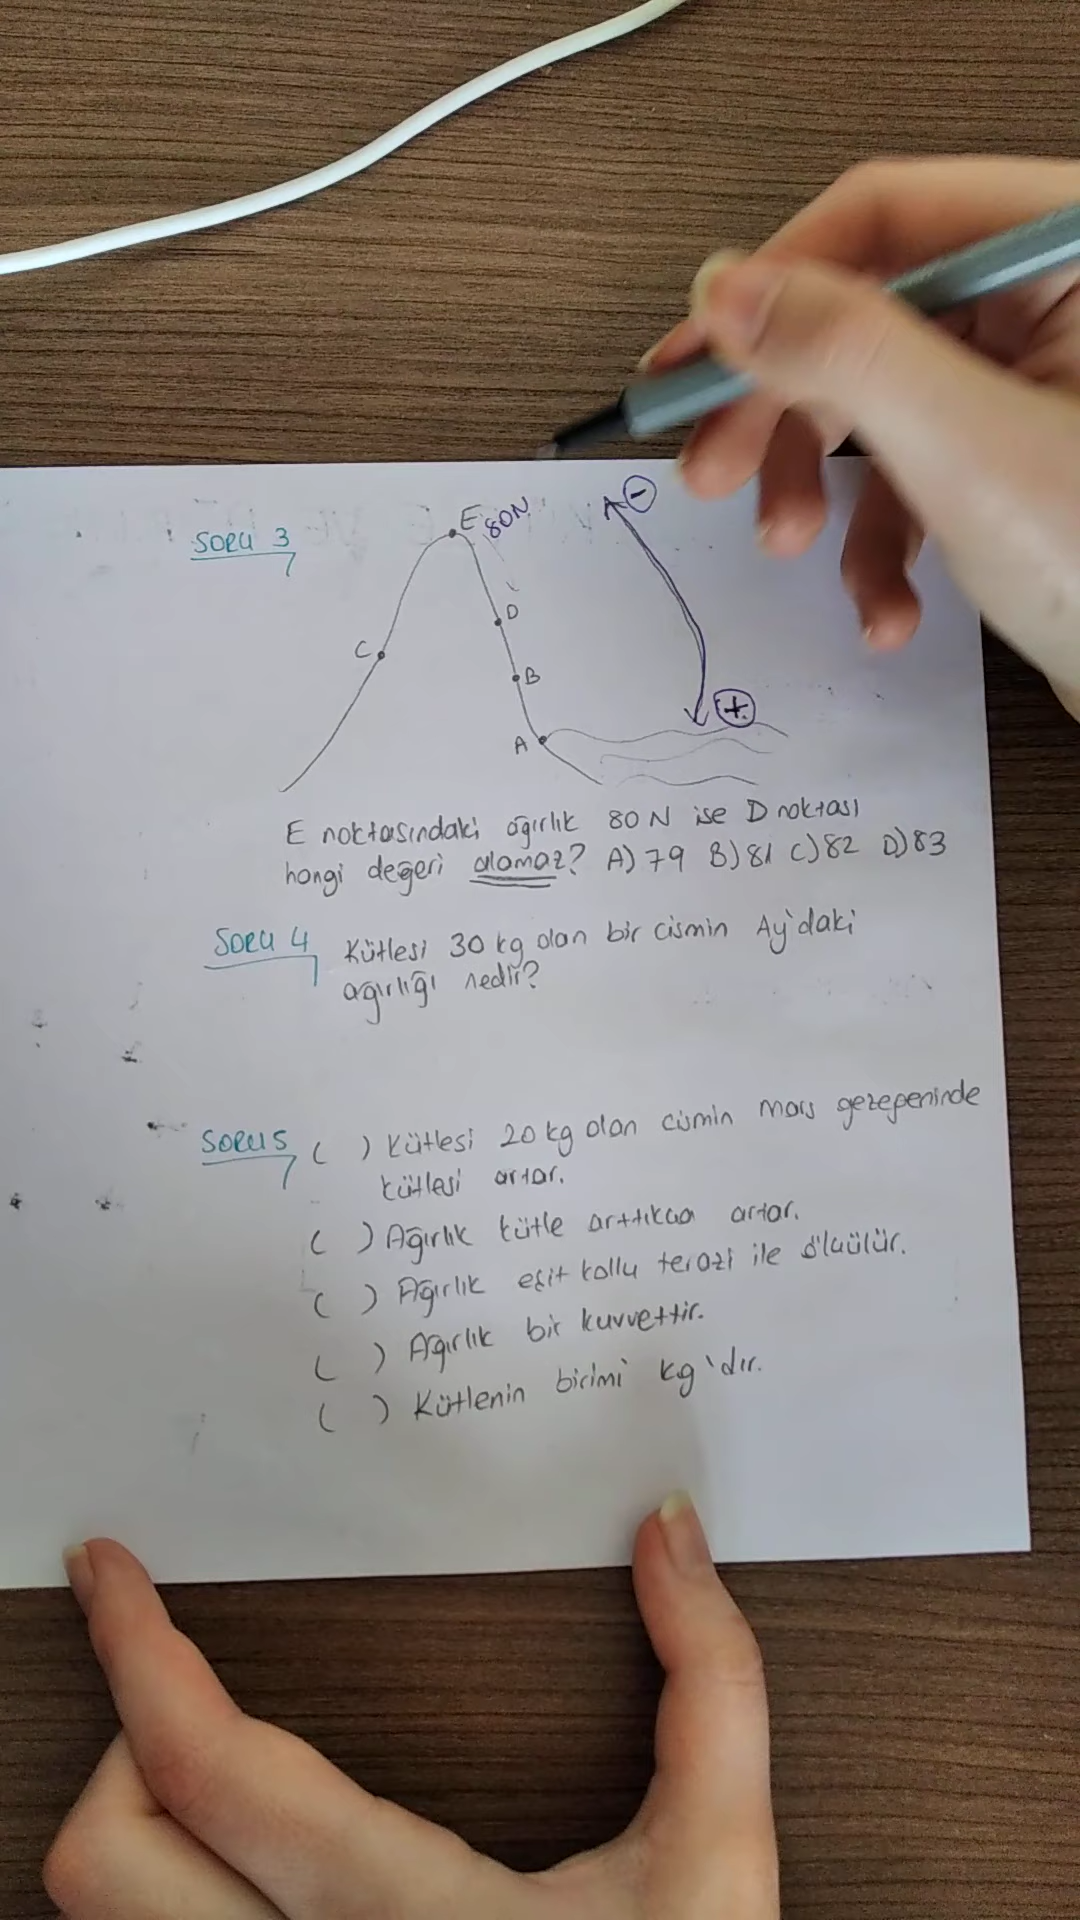 SORU 3
E 80N
-
D
C
B
+
A
E noktasındaki ağırlık 80 N ise D noktası
hangi değeri alamaz? A) 79 B) 81 C) 82 D) 83
SORU 4 Kütlesi 30 kg olan bir cismin Ay'daki
ağırlığı nedir?
SORU 5 ( ) Kütlesi 20 kg olan cismin mars gezepeninde
kütlesi artar.
( ) Ağırlık kütle arttıkça artar.
( ) Ağırlık eşit kollu terazi ile ölçülür.
( ) Ağırlık bir kuvvettir.
( ) Kütlenin birimi kg'dır.